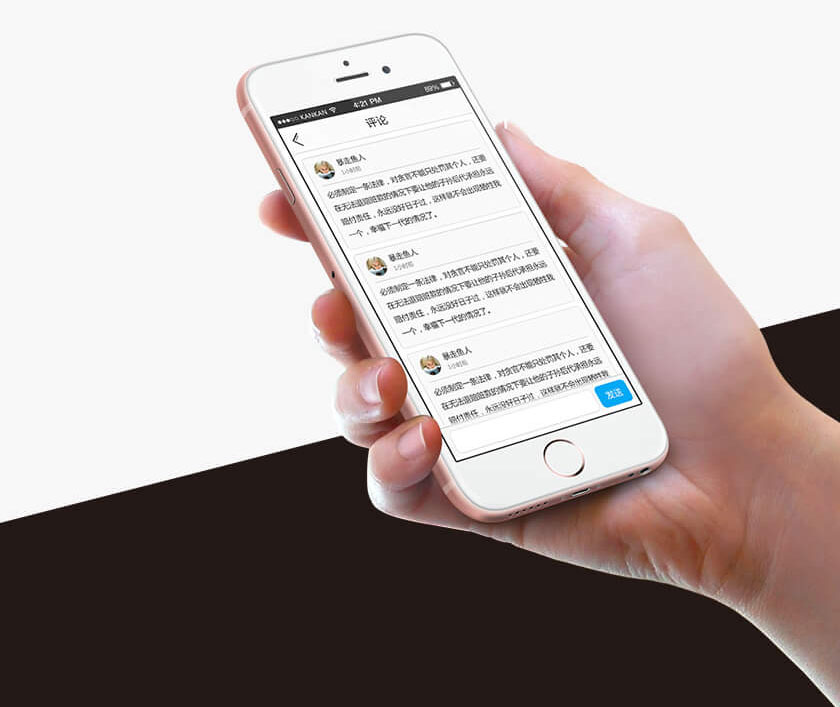 KANKAN
4:21 PM
89%
评论
暴走鱼人
1小时前
必须制定一条法律，对贪官不能只处罚其个人，还要
在无法退赔赃款的情况下要让他的子孙后代承担永远
赔付责任，永远没好日子过，这样就不会出现牺牲我
一个，幸福下一代的情况了。
暴走鱼人
1小时前
必须制定一条法律，对贪官不能只处罚其个人，还要
在无法退赔赃款的情况下要让他的子孙后代承担永远
赔付责任，永远没好日子过，这样就不会出现牺牲我
一个，幸福下一代的情况了。
暴走鱼人
1小时前
必须制定一条法律，对贪官不能只处罚其个人，还要
在无法退赔赃款的情况下要让他的子孙后代承担永远
赔付责任，永远没好日子过，这样就不会出现牺牲我
发送